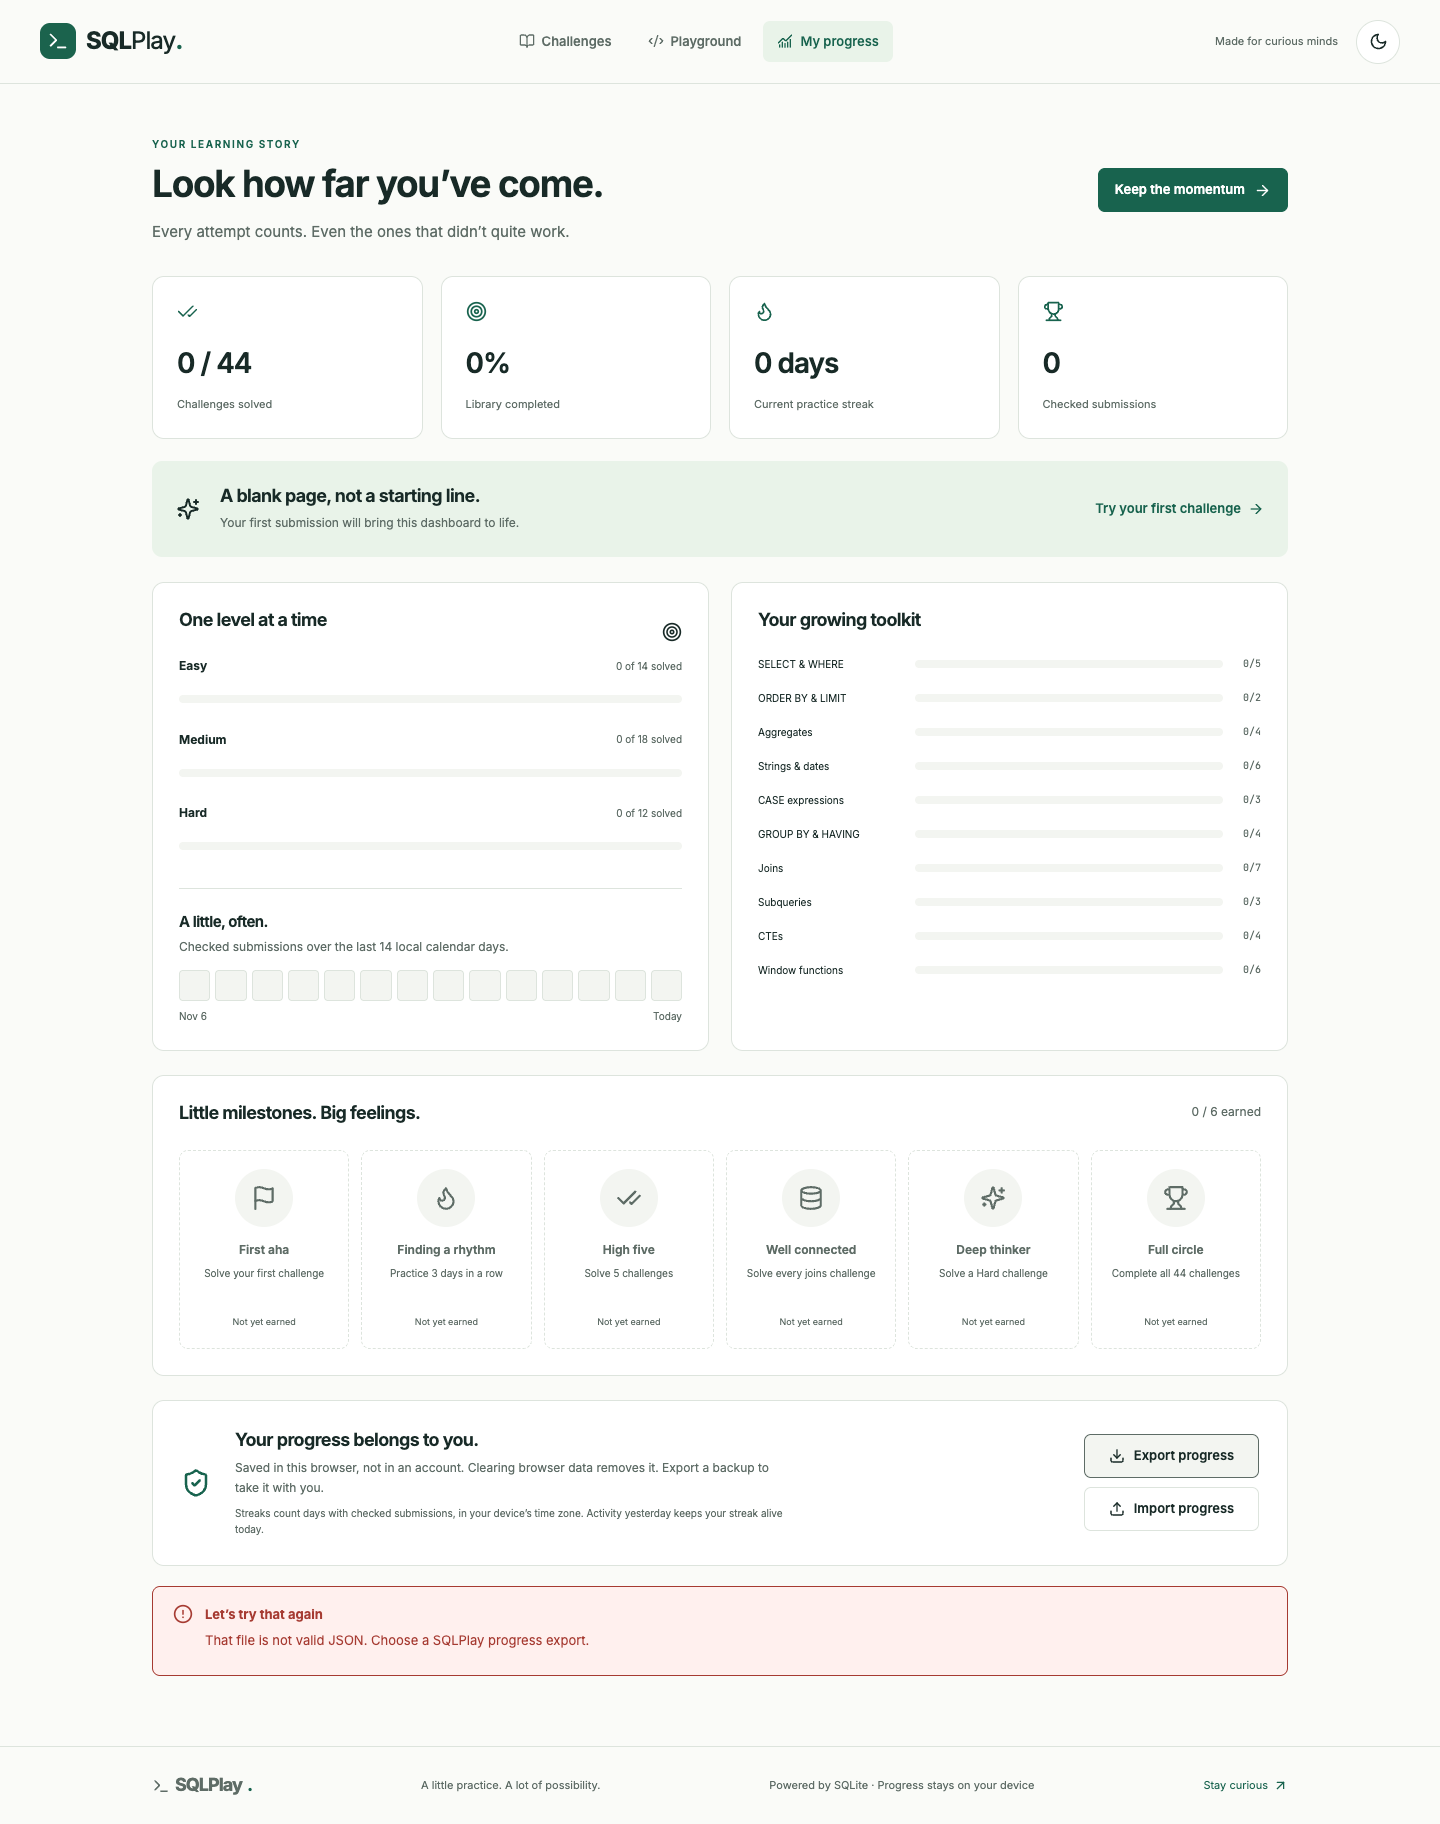 SQLPlay.
Challenges
Playground
My progress
Made for curious minds
YOUR LEARNING STORY
Look how far you’ve come.
Every attempt counts. Even the ones that didn’t quite work.
Keep the momentum
0 / 44
Challenges solved
0%
Library completed
0 days
Current practice streak
0
Checked submissions
A blank page, not a starting line.
Your first submission will bring this dashboard to life.
Try your first challenge
One level at a time
Easy
0 of 14 solved
Medium
0 of 18 solved
Hard
0 of 12 solved
A little, often.
Checked submissions over the last 14 local calendar days.
Nov 6
Today
Your growing toolkit
SELECT & WHERE
0/5
ORDER BY & LIMIT
0/2
Aggregates
0/4
Strings & dates
0/6
CASE expressions
0/3
GROUP BY & HAVING
0/4
Joins
0/7
Subqueries
0/3
CTEs
0/4
Window functions
0/6
Little milestones. Big feelings.
0 / 6 earned
First aha
Solve your first challenge
Not yet earned
Finding a rhythm
Practice 3 days in a row
Not yet earned
High five
Solve 5 challenges
Not yet earned
Well connected
Solve every joins challenge
Not yet earned
Deep thinker
Solve a Hard challenge
Not yet earned
Full circle
Complete all 44 challenges
Not yet earned
Your progress belongs to you.
Saved in this browser, not in an account. Clearing browser data removes it. Export a backup to
take it with you.
Streaks count days with checked submissions, in your device’s time zone. Activity yesterday keeps your streak alive
today.
Export progress
Import progress
Let’s try that again
That file is not valid JSON. Choose a SQLPlay progress export.
SQLPlay .
A little practice. A lot of possibility.
Powered by SQLite · Progress stays on your device
Stay curious